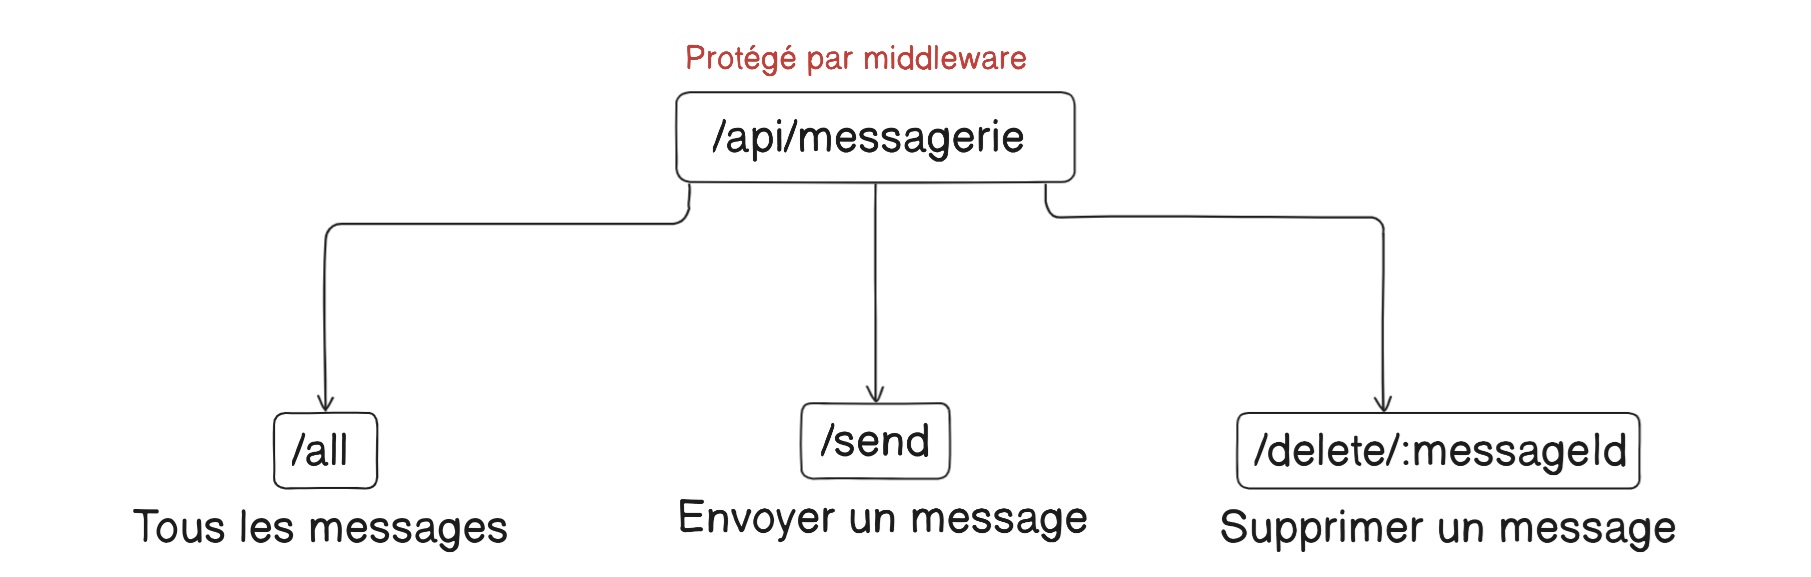 Protégé par middleware
/api/messagerie
/all
Tous les messages
/send
Envoyer un message
/delete/:messageId
Supprimer un message